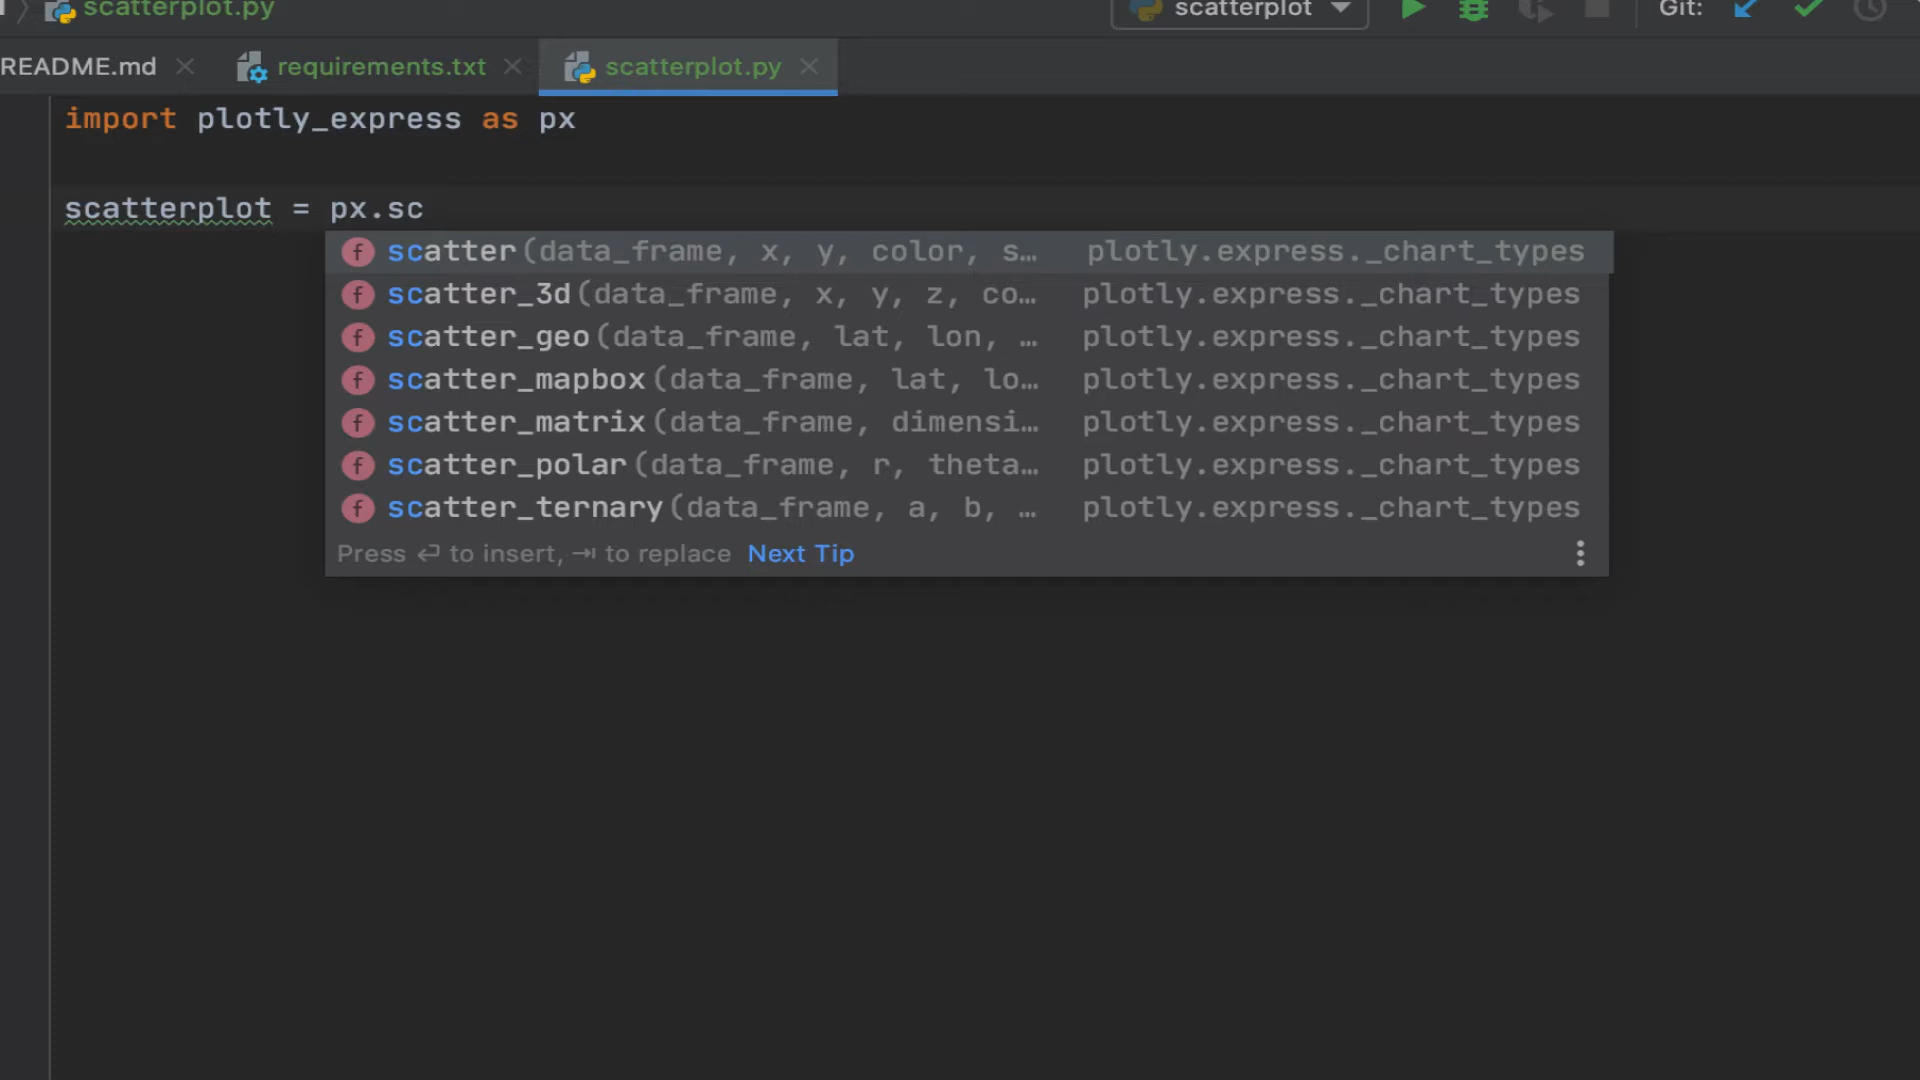 scatterplot.py
scatterplot
Git:
README.md
requirements.txt
scatterplot.py
import plotly_express as px
scatterplot = px.sc
f scatter(data_frame, x, y, color, s… plotly.express._chart_types
f scatter_3d(data_frame, x, y, z, co… plotly.express._chart_types
f scatter_geo(data_frame, lat, lon, … plotly.express._chart_types
f scatter_mapbox(data_frame, lat, lo… plotly.express._chart_types
f scatter_matrix(data_frame, dimensi… plotly.express._chart_types
f scatter_polar(data_frame, r, theta… plotly.express._chart_types
f scatter_ternary(data_frame, a, b, … plotly.express._chart_types
Press ↵ to insert, ⇥ to replace Next Tip